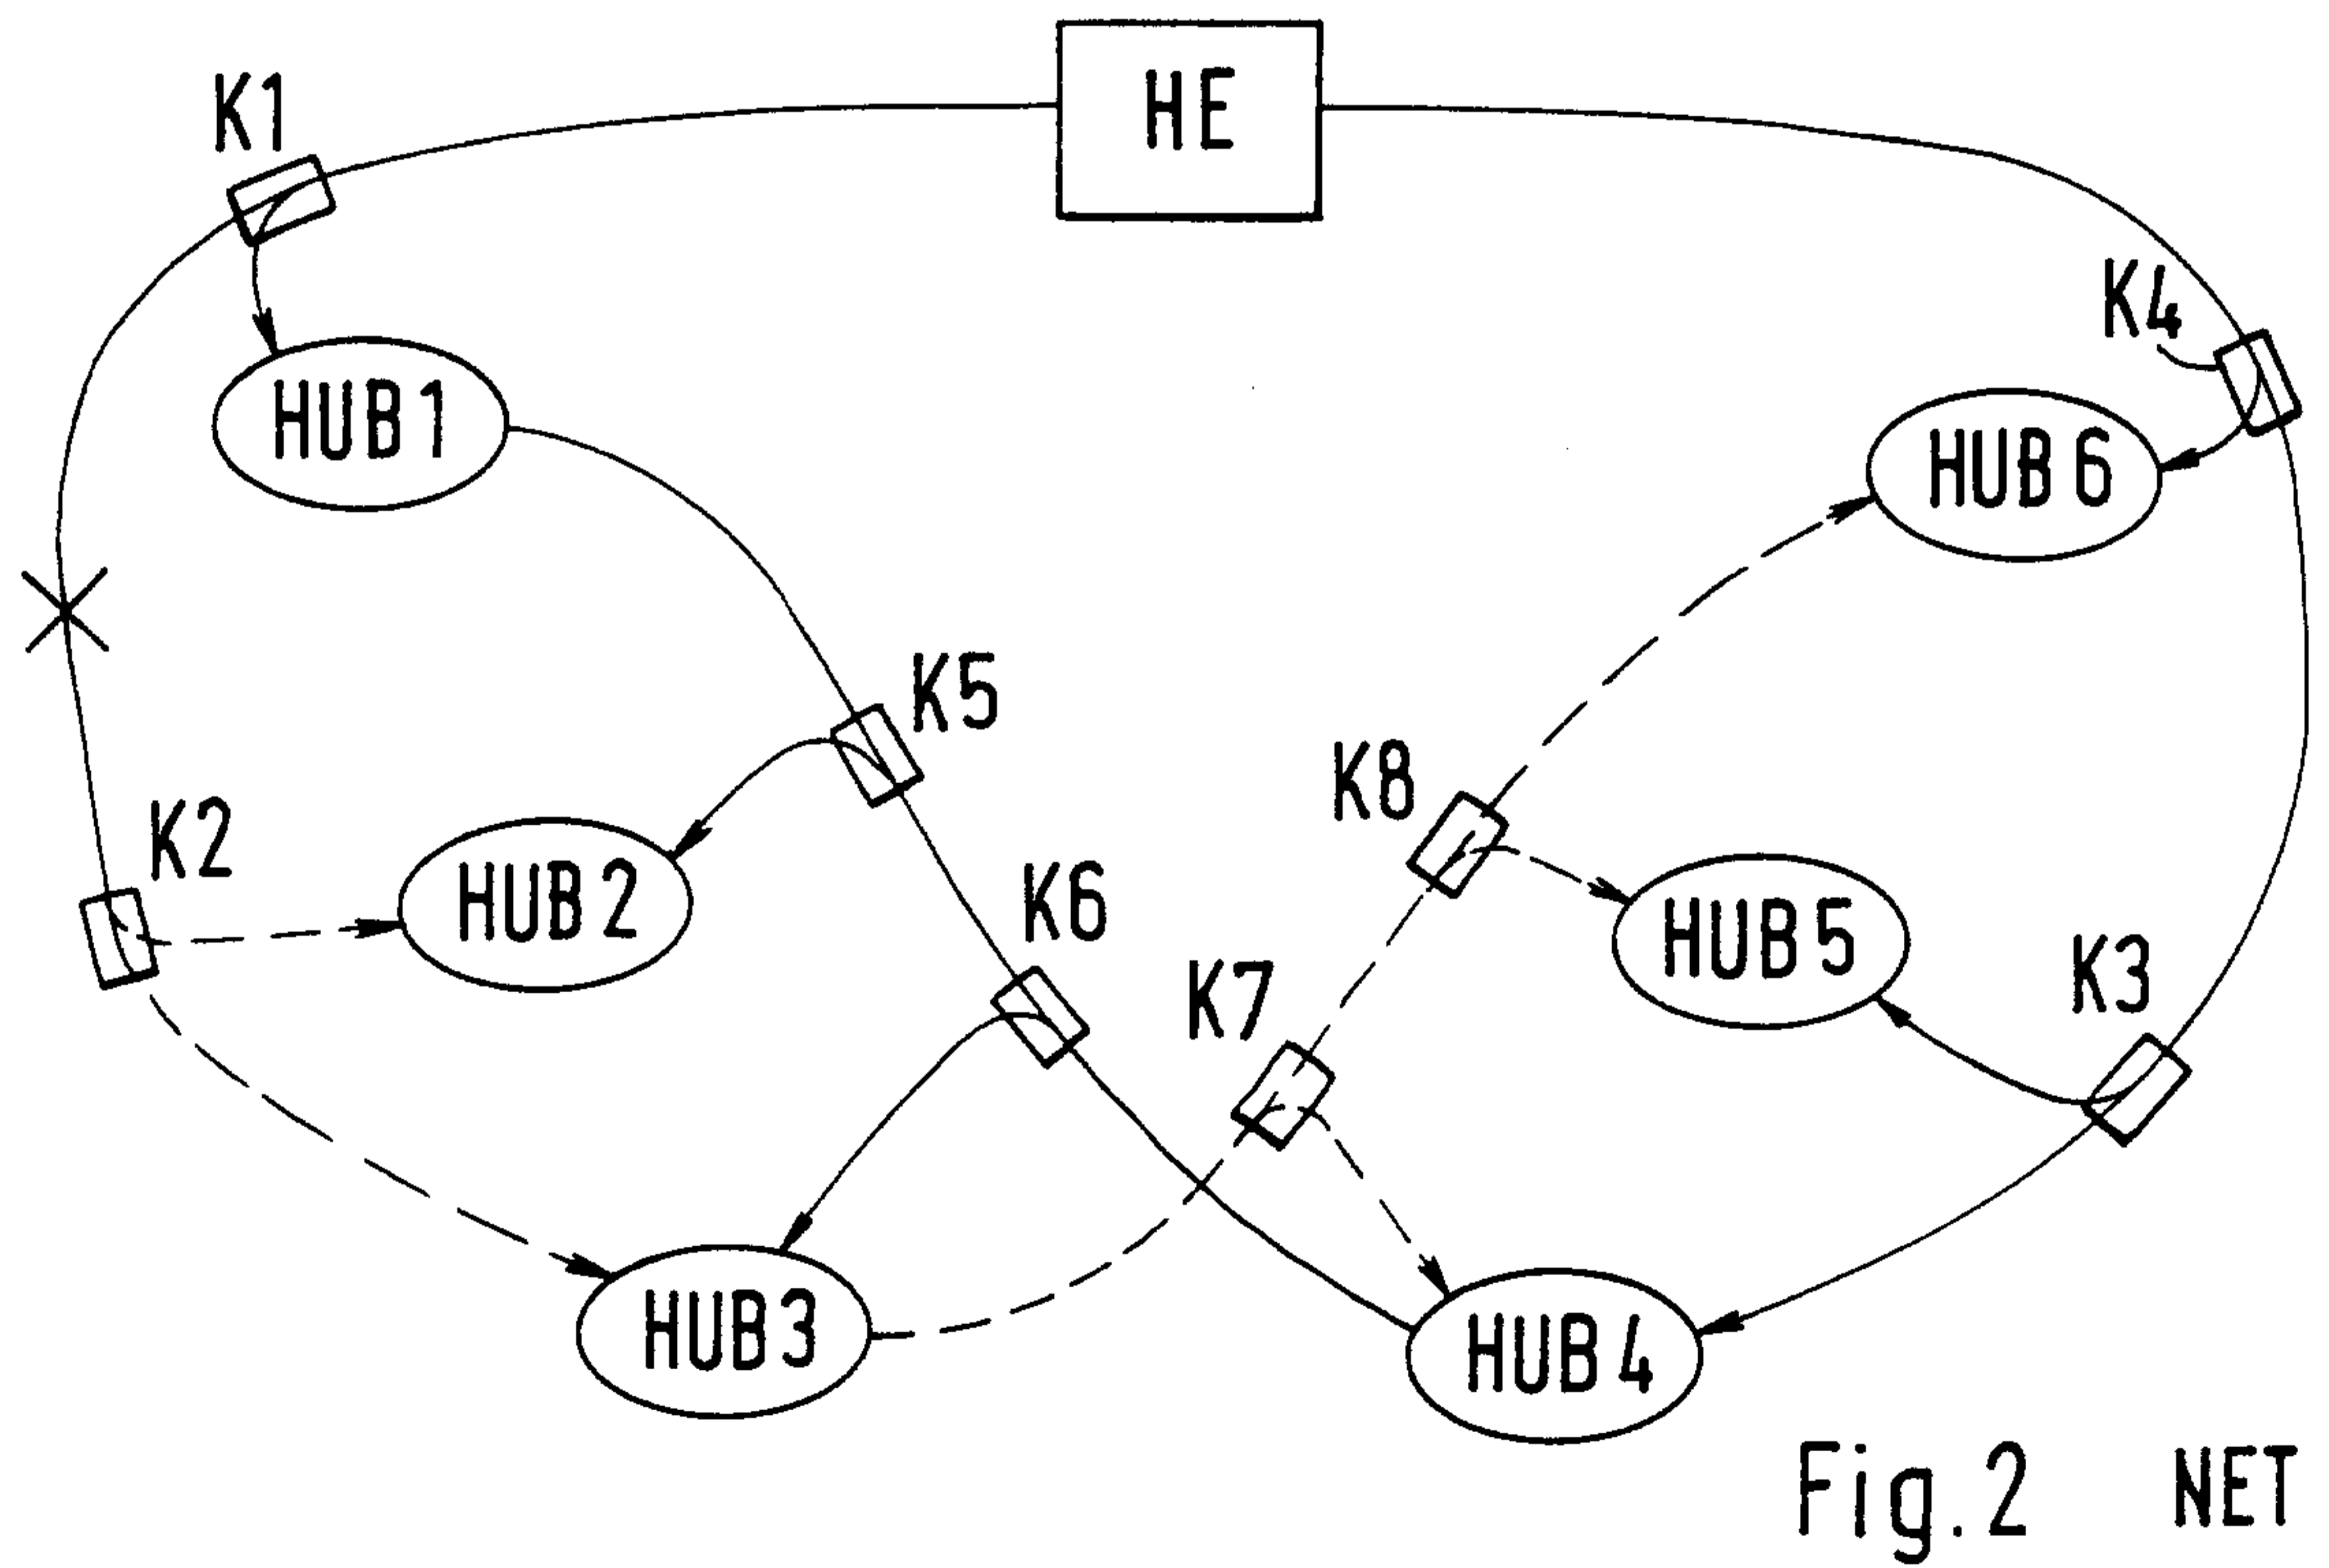 HE
K1
K4
HUB 1
HUB 6
K5
K8
K2
K6
HUB 2
HUB 5
K7
K3
HUB 3
HUB 4
Fig. 2 NET